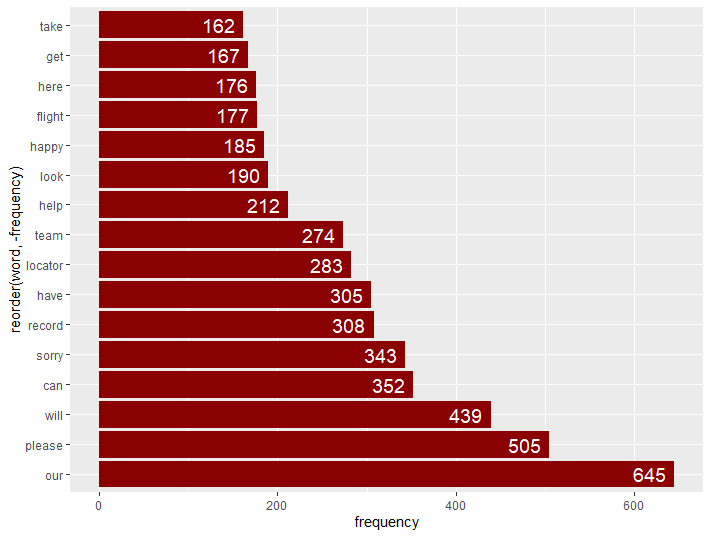 take 162
get 167
here 176
flight 177
happy 185
look 190
help 212
team 274
locator 283
have 305
record 308
sorry 343
can 352
will 439
please 505
our 645
reorder(word, -frequency)
0 200 400 600
frequency